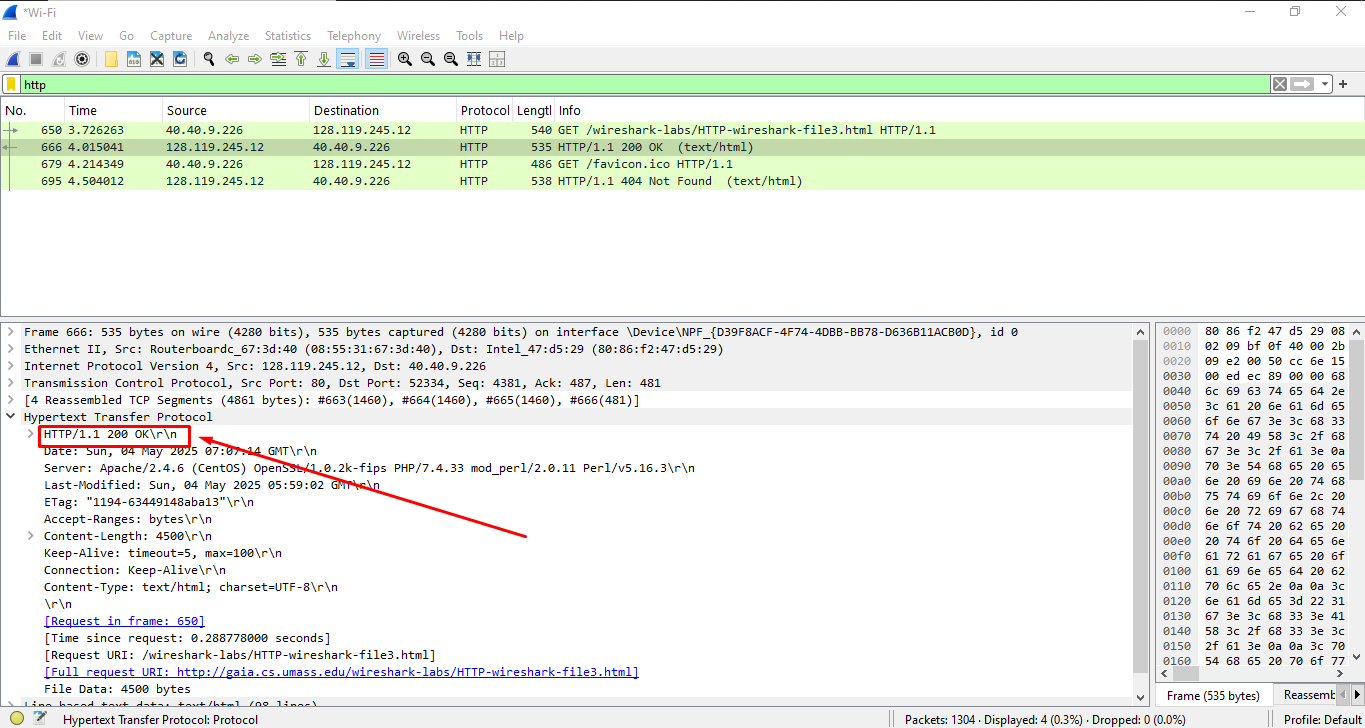 *Wi-Fi
File Edit View Go Capture Analyze Statistics Telephony Wireless Tools Help
http
No. Time Source Destination Protocol Lengtl Info
650 3.726263 40.40.9.226 128.119.245.12 HTTP 540 GET /wireshark-labs/HTTP-wireshark-file3.html HTTP/1.1
666 4.015041 128.119.245.12 40.40.9.226 HTTP 535 HTTP/1.1 200 OK (text/html)
679 4.214349 40.40.9.226 128.119.245.12 HTTP 486 GET /favicon.ico HTTP/1.1
695 4.504012 128.119.245.12 40.40.9.226 HTTP 538 HTTP/1.1 404 Not Found (text/html)
Frame 666: 535 bytes on wire (4280 bits), 535 bytes captured (4280 bits) on interface \Device\NPF_{D39F8ACF-4F74-4DBB-BB78-D636B11ACB0D}, id 0
Ethernet II, Src: Routerboardc_67:3d:40 (08:55:31:67:3d:40), Dst: Intel_47:d5:29 (80:86:f2:47:d5:29)
Internet Protocol Version 4, Src: 128.119.245.12, Dst: 40.40.9.226
Transmission Control Protocol, Src Port: 80, Dst Port: 52334, Seq: 4381, Ack: 487, Len: 481
[4 Reassembled TCP Segments (4861 bytes): #663(1460), #664(1460), #665(1460), #666(481)]
Hypertext Transfer Protocol
HTTP/1.1 200 OK\r\n
Date: Sun, 04 May 2025 07:07:14 GMT\r\n
Server: Apache/2.4.6 (CentOS) OpenSSL/1.0.2k-fips PHP/7.4.33 mod_perl/2.0.11 Perl/v5.16.3\r\n
Last-Modified: Sun, 04 May 2025 05:59:02 GMT\r\n
ETag: "1194-63449148aba13"\r\n
Accept-Ranges: bytes\r\n
Content-Length: 4500\r\n
Keep-Alive: timeout=5, max=100\r\n
Connection: Keep-Alive\r\n
Content-Type: text/html; charset=UTF-8\r\n
\r\n
[Request in frame: 650]
[Time since request: 0.288778000 seconds]
[Request URI: /wireshark-labs/HTTP-wireshark-file3.html]
[Full request URI: http://gaia.cs.umass.edu/wireshark-labs/HTTP-wireshark-file3.html]
File Data: 4500 bytes
Line-based text data: text/html (98 lines)
0000 80 86 f2 47 d5 29 08
0010 02 09 bf 0f 40 00 2b
0020 09 e2 00 50 cc 6e 15
0030 00 ed ec 89 00 00 68
0040 6c 69 63 74 65 64 2e
0050 3c 61 20 6e 61 6d 65
0060 6f 6e 67 3e 3c 68 33
0070 74 20 49 58 3c 2f 68
0080 67 3e 3c 2f 61 3e 0a
0090 70 3e 54 68 65 20 65
00a0 6e 20 69 6e 20 74 68
00b0 75 74 69 6f 6e 2c 20
00c0 6e 20 72 69 67 68 74
00d0 6e 6f 74 20 62 65 20
00e0 20 74 6f 20 64 65 6e
00f0 61 72 61 67 65 20 6f
0100 61 69 6e 65 64 20 62
0110 70 6c 65 2e 0a 0a 3c
0120 6e 61 6d 65 3d 22 31
0130 67 3e 3c 68 33 3e 41
0140 58 3c 2f 68 33 3e 3c
0150 2f 61 3e 0a 0a 3c 70
0160 54 68 65 20 70 6f 77
Frame (535 bytes) Reassemb
Hypertext Transfer Protocol: Protocol Packets: 1304 · Displayed: 4 (0.3%) · Dropped: 0 (0.0%) Profile: Default